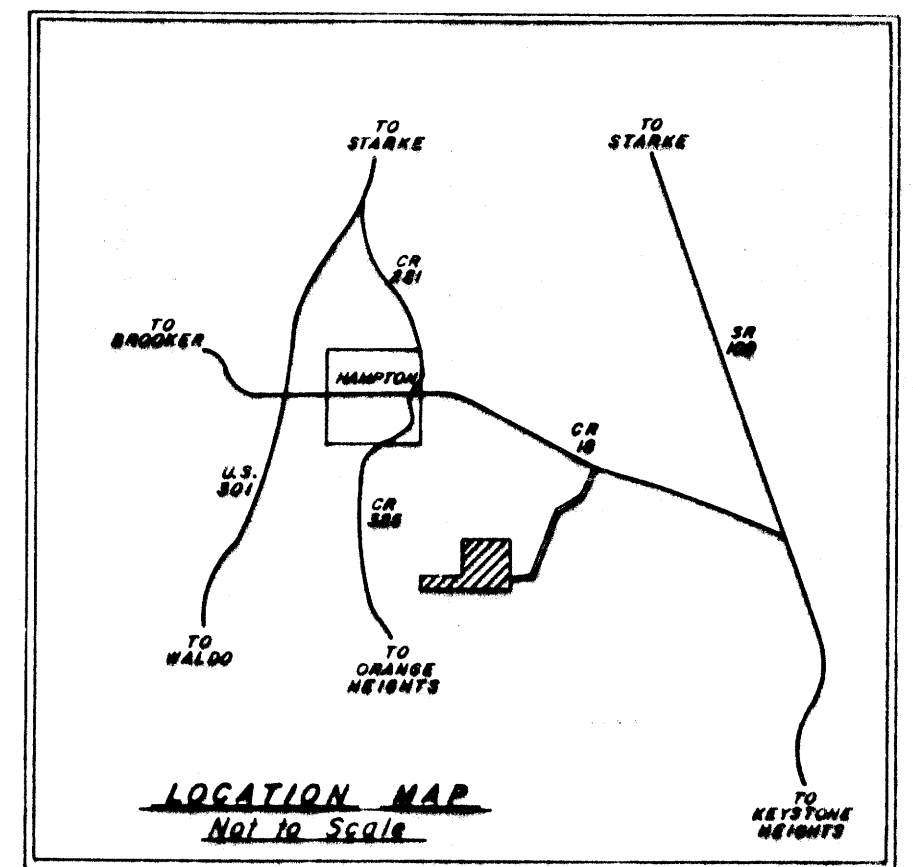 TO
STARKE
TO
STARKE
CR
221
TO
BROOKER
SR
100
HAMPTON
CR
18
U.S.
301
CR
325
TO
WALDO
TO
ORANGE
HEIGHTS
LOCATION MAP
Not to Scale
TO
KEYSTONE
HEIGHTS